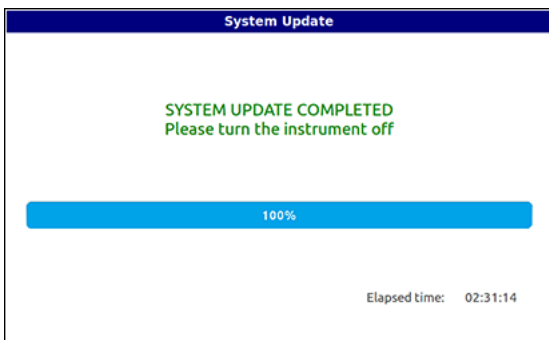 System Update
SYSTEM UPDATE COMPLETED
Please turn the instrument off
100%
Elapsed time: 02:31:14